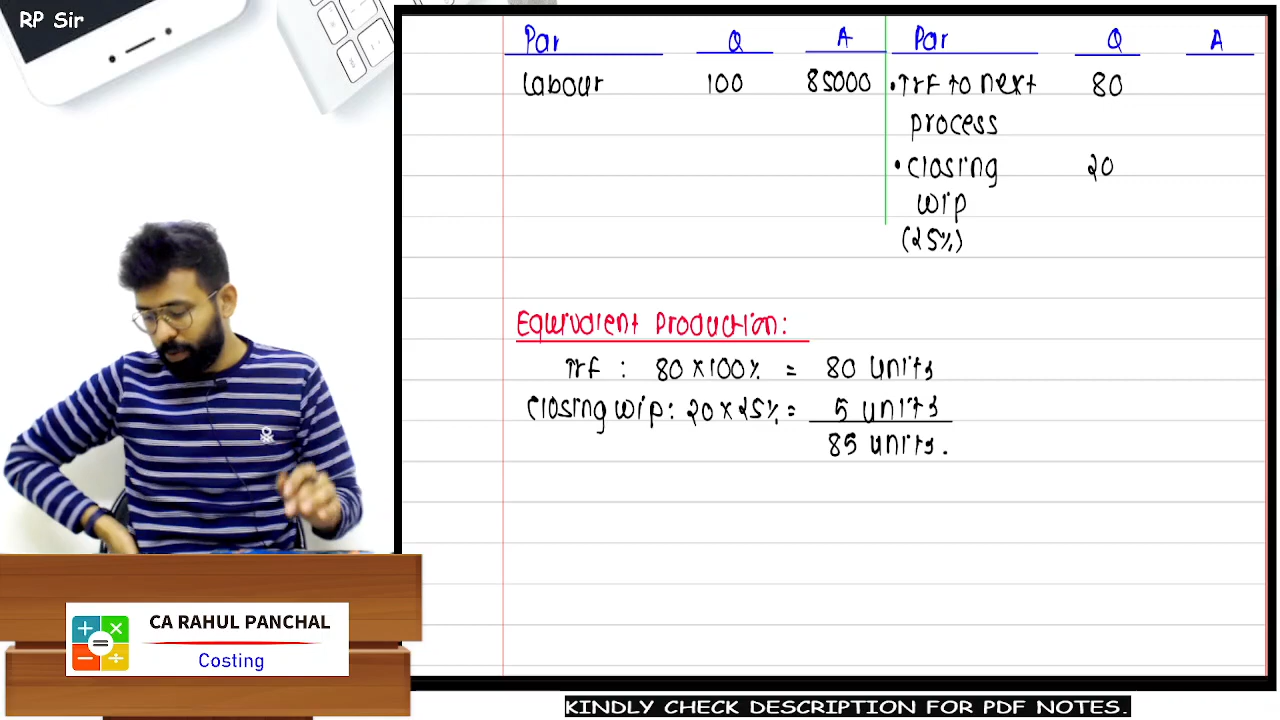 RP Sir
Par Q A Par Q A
Labour 100 85000 • Trf to next 80
process
• Closing 20
wip
(25%)
Equivalent Production:
Trf : 80 x 100% = 80 units
Closing wip: 20 x 25% = 5 units
85 units.
CA RAHUL PANCHAL
Costing
KINDLY CHECK DESCRIPTION FOR PDF NOTES.